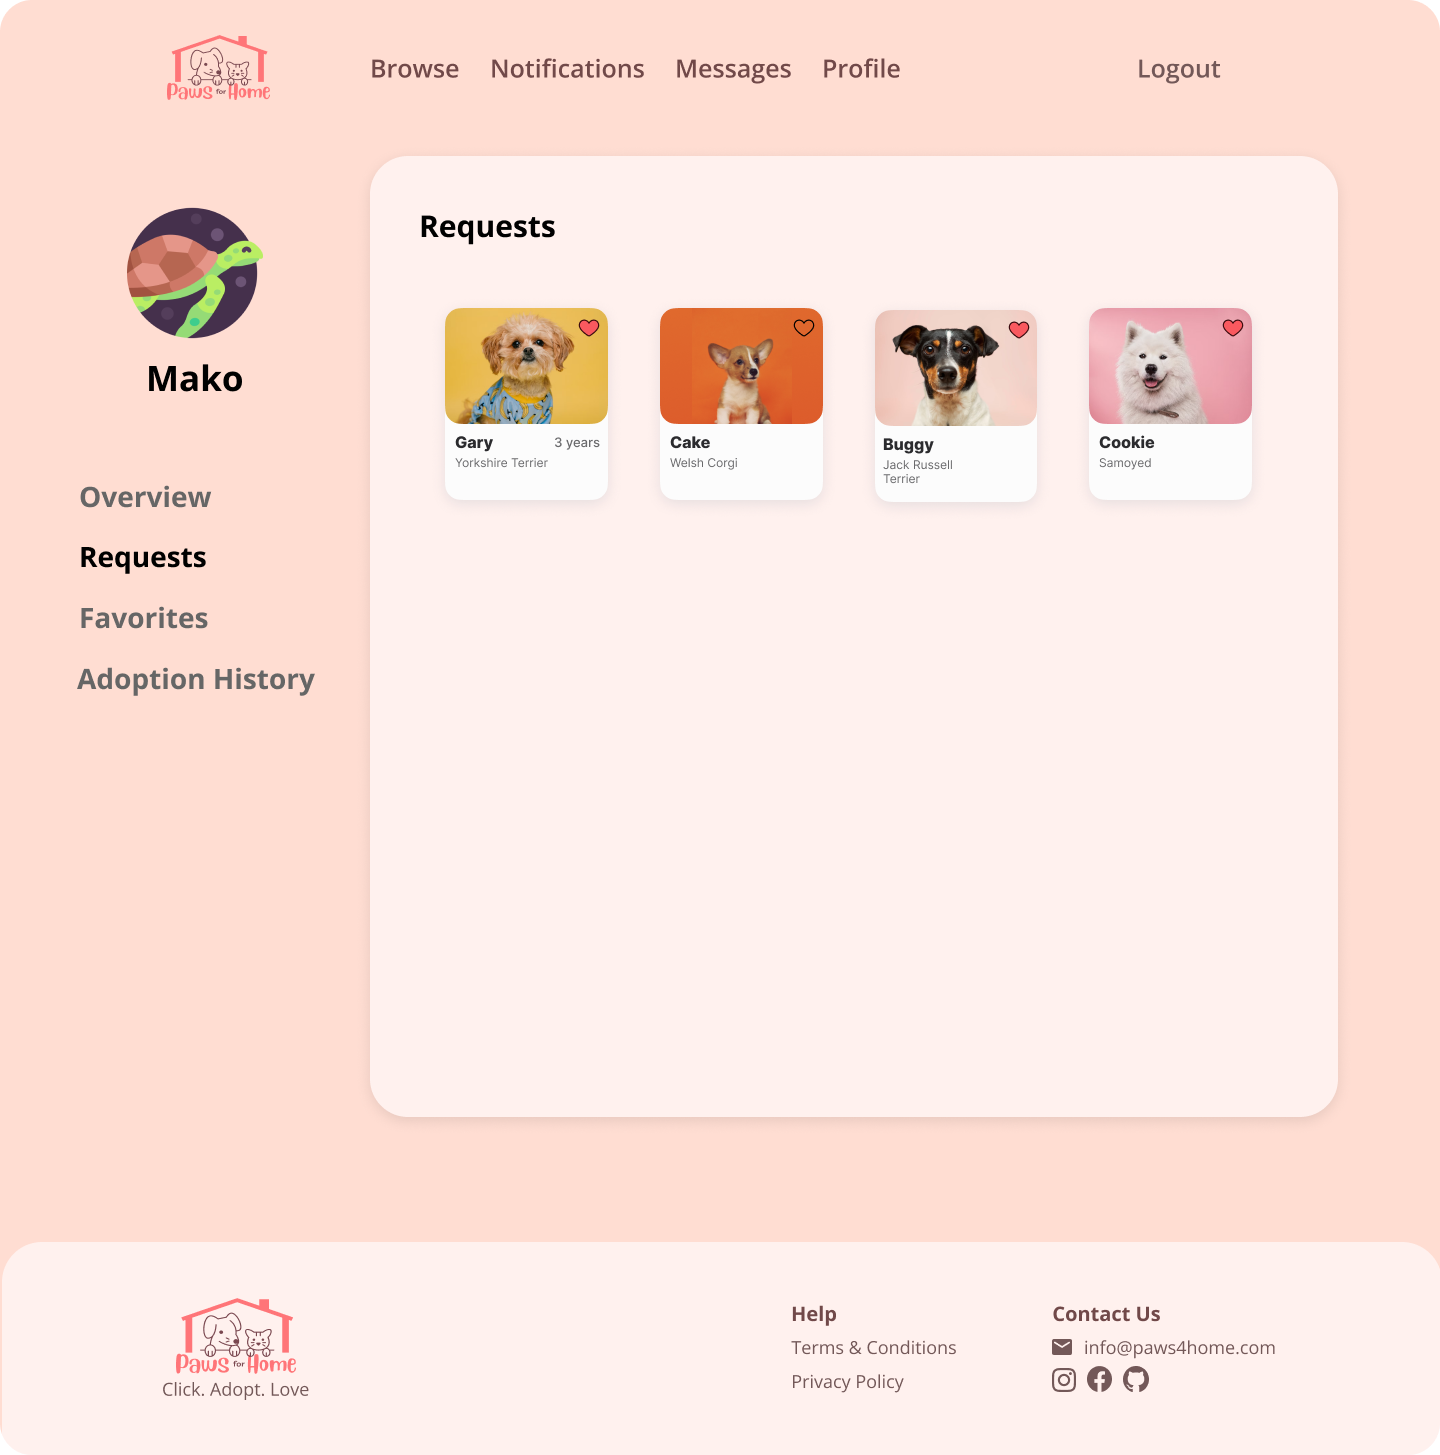 Paws for Home
Browse Notifications Messages Profile Logout
Mako
Overview
Requests
Favorites
Adoption History
Requests
Gary 3 years
Yorkshire Terrier
Cake
Welsh Corgi
Buggy
Jack Russell
Terrier
Cookie
Samoyed
Paws for Home
Click. Adopt. Love
Help
Terms & Conditions
Privacy Policy
Contact Us
info@paws4home.com